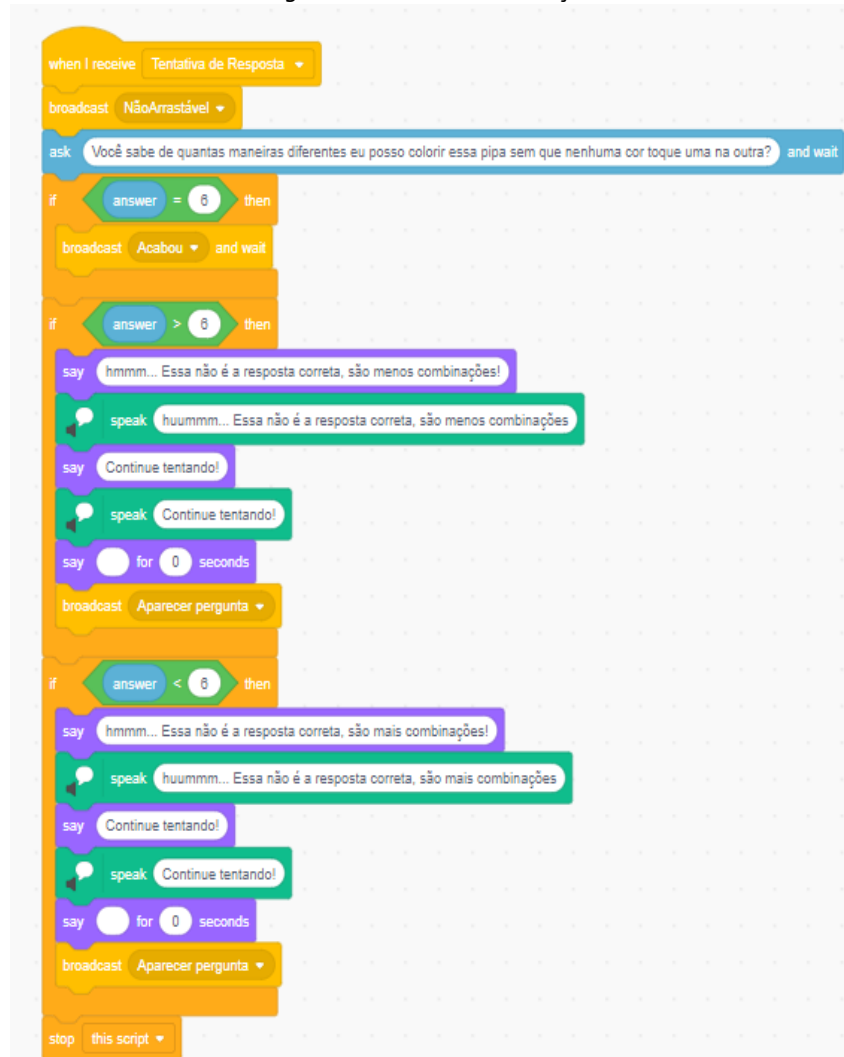 when I receive Tentativa de Resposta
broadcast NãoArrastável
ask Você sabe de quantas maneiras diferentes eu posso colorir essa pipa sem que nenhuma cor toque uma na outra? and wait
if answer = 6 then
broadcast Acabou and wait
if answer > 6 then
say hmmm... Essa não é a resposta correta, são menos combinações!
speak huummm... Essa não é a resposta correta, são menos combinações
say Continue tentando!
speak Continue tentando!
say for 0 seconds
broadcast Aparecer pergunta
if answer < 6 then
say hmmm... Essa não é a resposta correta, são mais combinações!
speak huummm... Essa não é a resposta correta, são mais combinações
say Continue tentando!
speak Continue tentando!
say for 0 seconds
broadcast Aparecer pergunta
stop this script